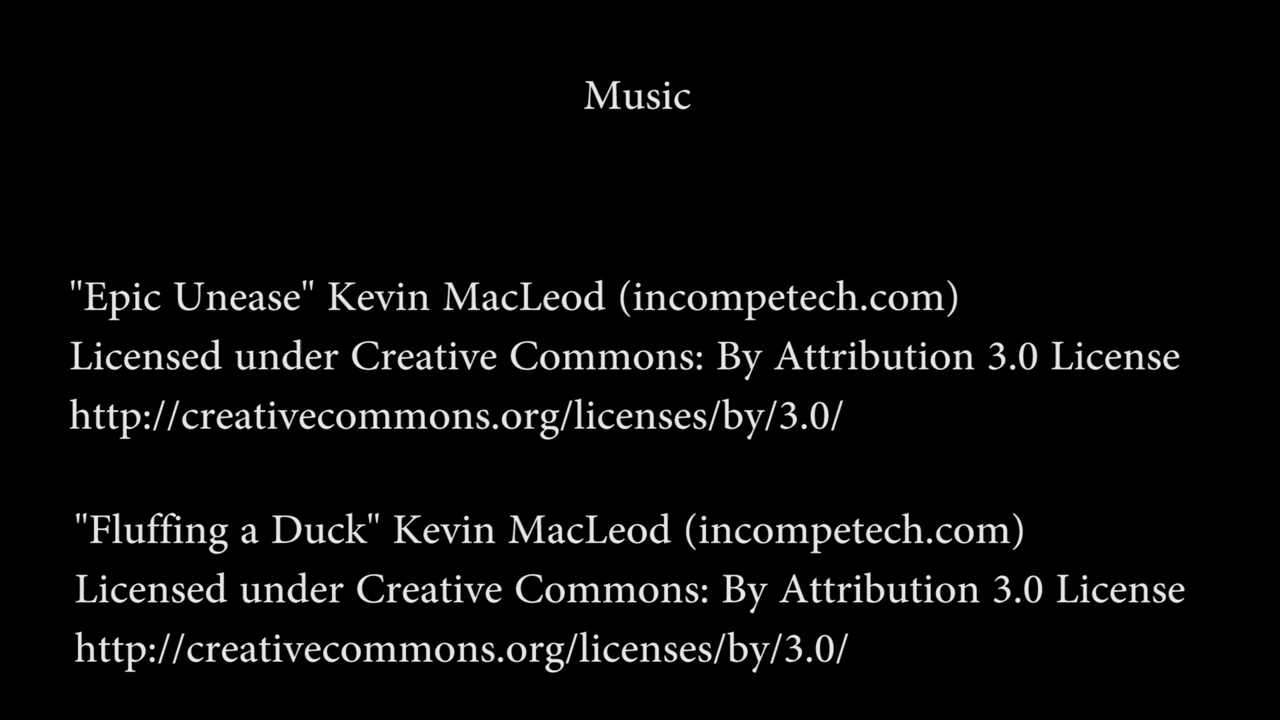 Music
"Epic Unease" Kevin MacLeod (incompetech.com)
Licensed under Creative Commons: By Attribution 3.0 License
http://creativecommons.org/licenses/by/3.0/
"Fluffing a Duck" Kevin MacLeod (incompetech.com)
Licensed under Creative Commons: By Attribution 3.0 License
http://creativecommons.org/licenses/by/3.0/